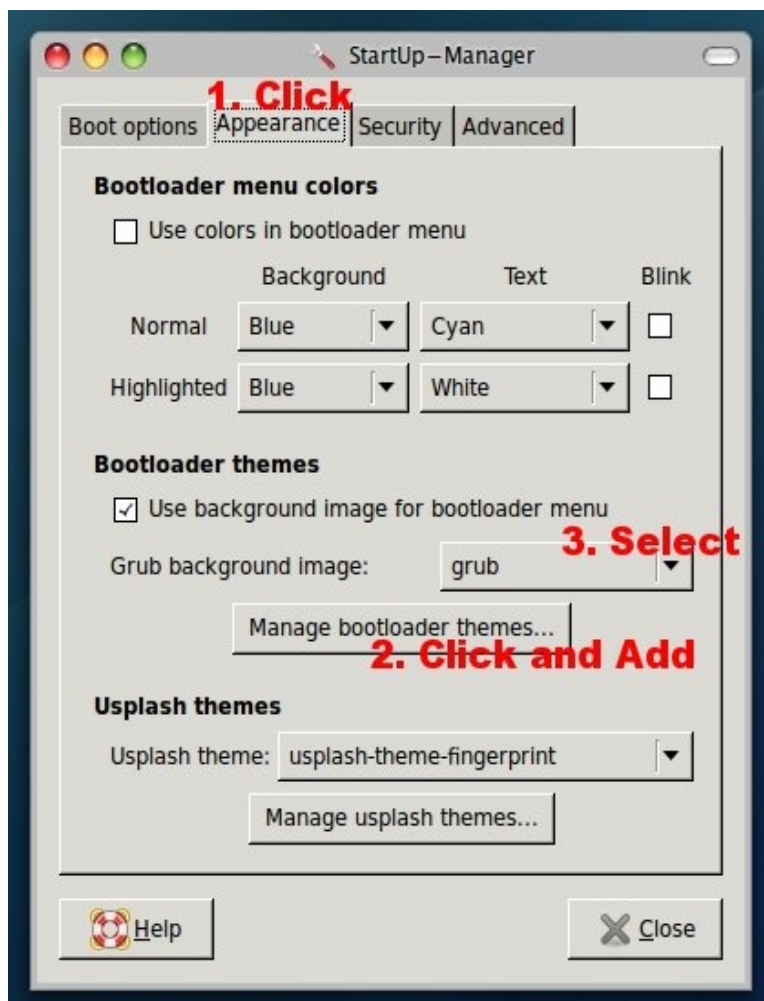 StartUp-Manager
1. Click
Boot options Appearance Security Advanced
Bootloader menu colors
Use colors in bootloader menu
Background Text Blink
Normal Blue Cyan
Highlighted Blue White
Bootloader themes
Use background image for bootloader menu
3. Select
Grub background image: grub
Manage bootloader themes...
2. Click and Add
Usplash themes
Usplash theme: usplash-theme-fingerprint
Manage usplash themes...
Help Close